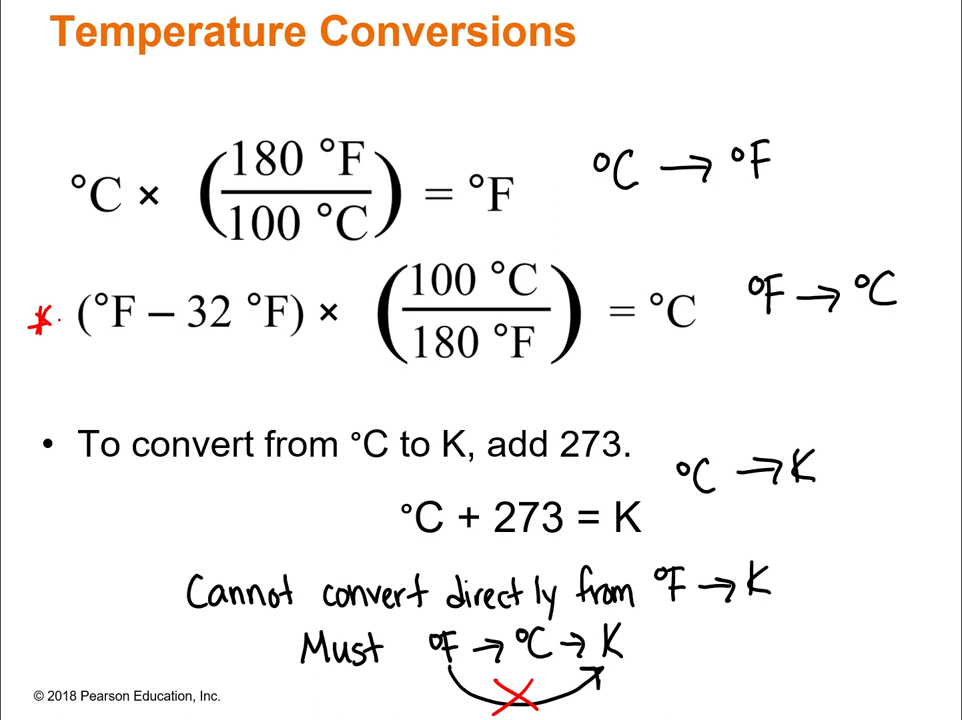 Temperature Conversions
°C × (180 °F / 100 °C) = °F °C → °F
* (°F – 32 °F) × (100 °C / 180 °F) = °C °F → °C
• To convert from °C to K, add 273.
°C → K
°C + 273 = K
Cannot convert directly from °F → K
Must °F → °C → K
© 2018 Pearson Education, Inc.